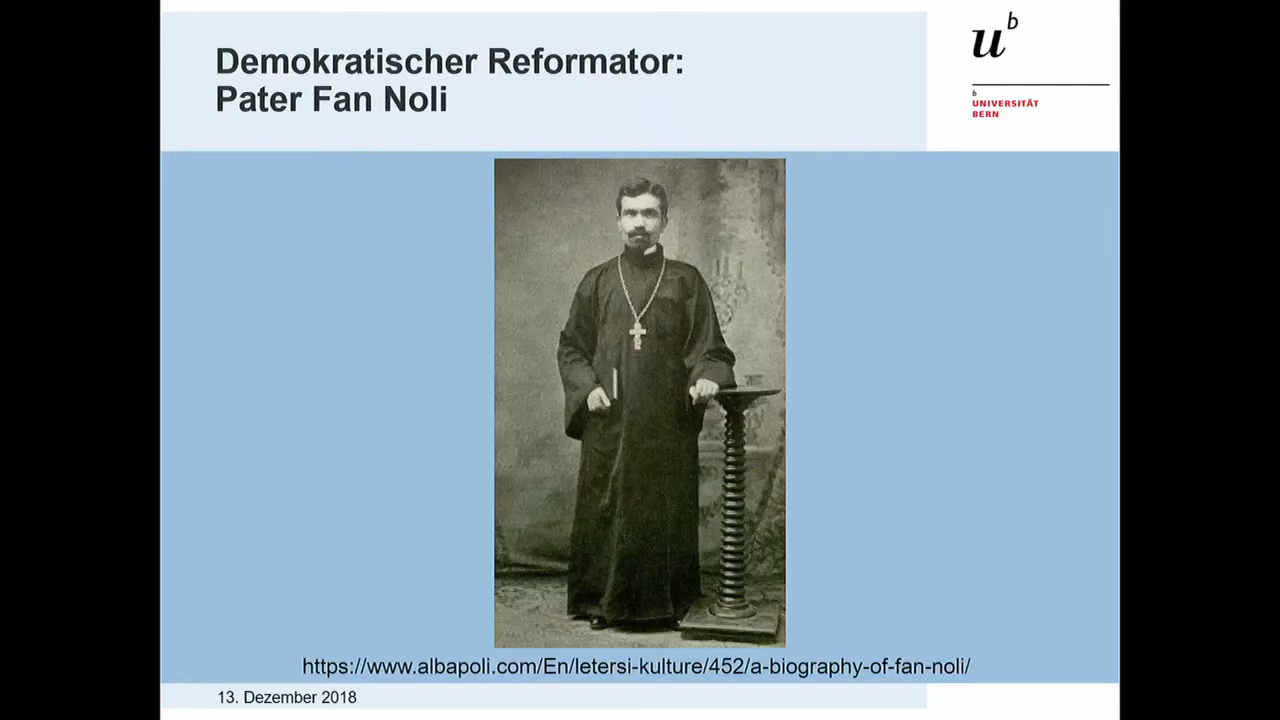 Demokratischer Reformator:
Pater Fan Noli
u b
b
UNIVERSITÄT
BERN
https://www.albapoli.com/En/letersi-kulture/452/a-biography-of-fan-noli/
13. Dezember 2018